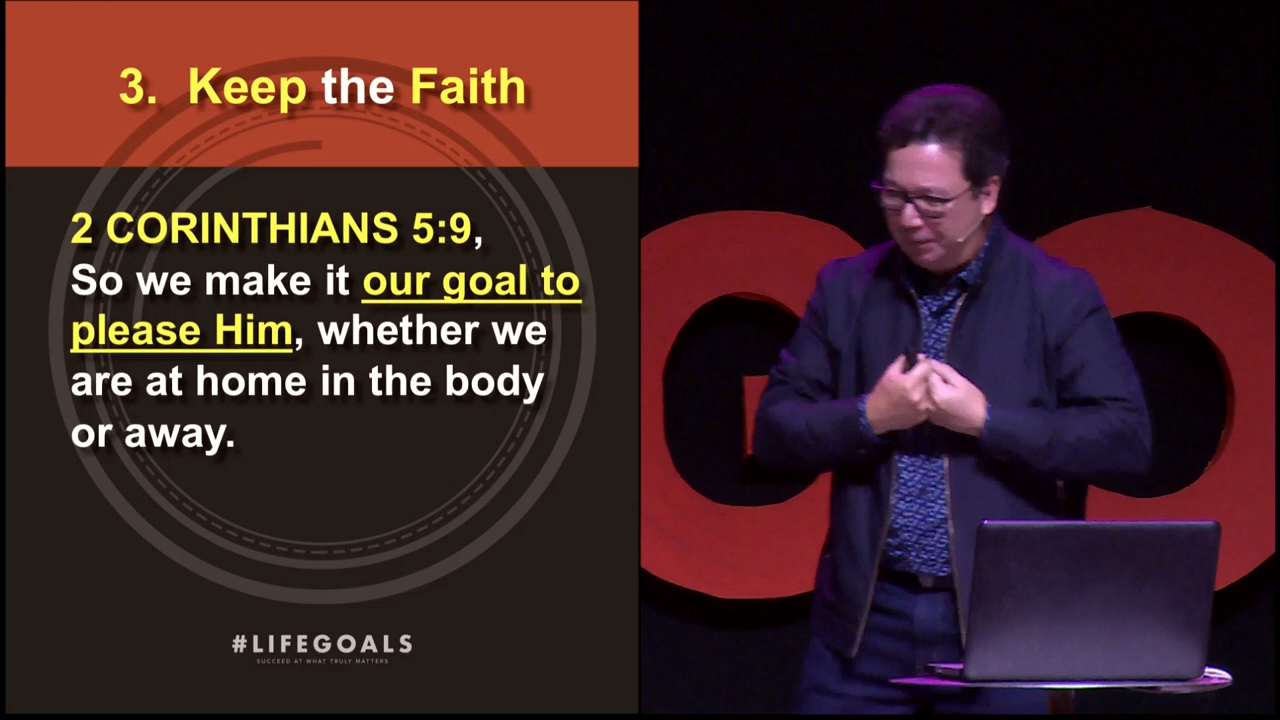 3. Keep the Faith
2 CORINTHIANS 5:9,
So we make it our goal to
please Him, whether we
are at home in the body
or away.
#LIFEGOALS
SUCCEED AT WHAT TRULY MATTERS